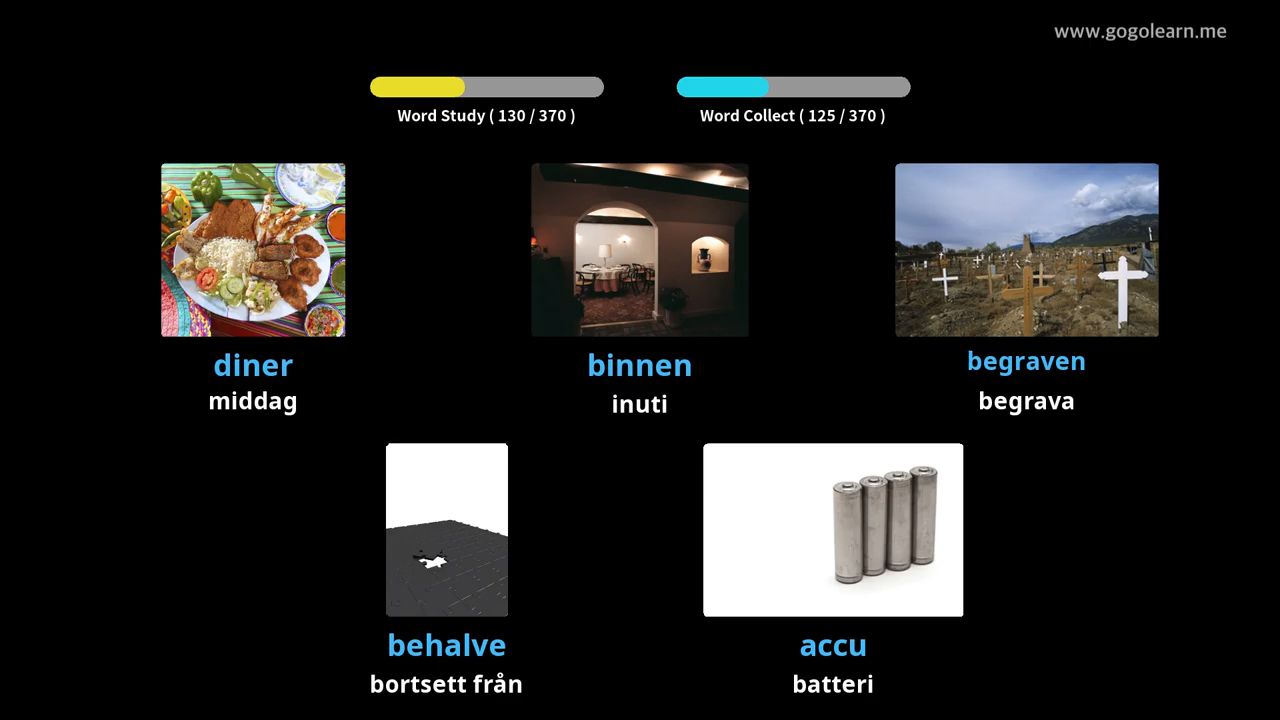 www.gogolearn.me
Word Study ( 130 / 370 )
Word Collect ( 125 / 370 )
diner
middag
binnen
inuti
begraven
begrava
behalve
bortsett från
accu
batteri